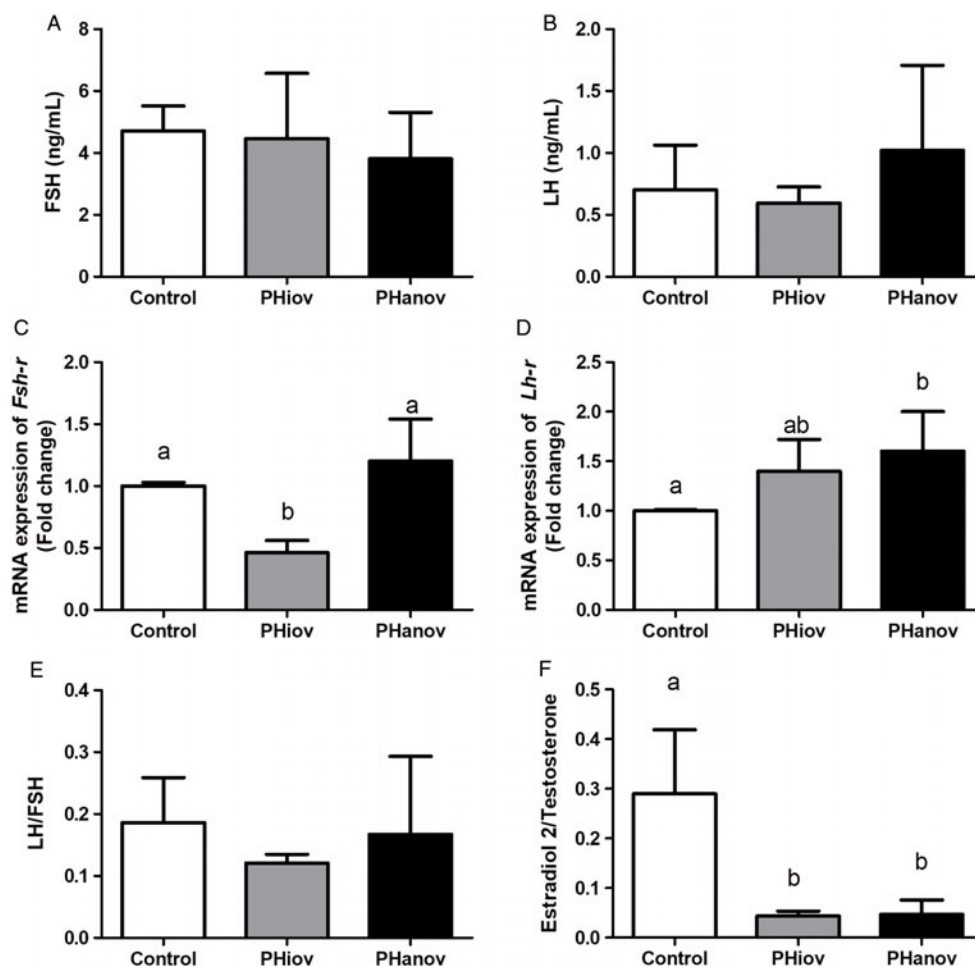 A
FSH (ng/mL)
8
6
4
2
0
Control PHiov PHanov
B
LH (ng/mL)
2.0
1.5
1.0
0.5
0.0
Control PHiov PHanov
C
mRNA expression of Fsh-r
(Fold change)
2.0
1.5
1.0
0.5
0.0
a
b
a
Control PHiov PHanov
D
mRNA expression of Lh-r
(Fold change)
2.5
2.0
1.5
1.0
0.5
0.0
a
ab
b
Control PHiov PHanov
E
LH/FSH
0.4
0.3
0.2
0.1
0.0
Control PHiov PHanov
F
Estradiol 2/Testosterone
0.5
0.4
0.3
0.2
0.1
0.0
a
b
b
Control PHiov PHanov